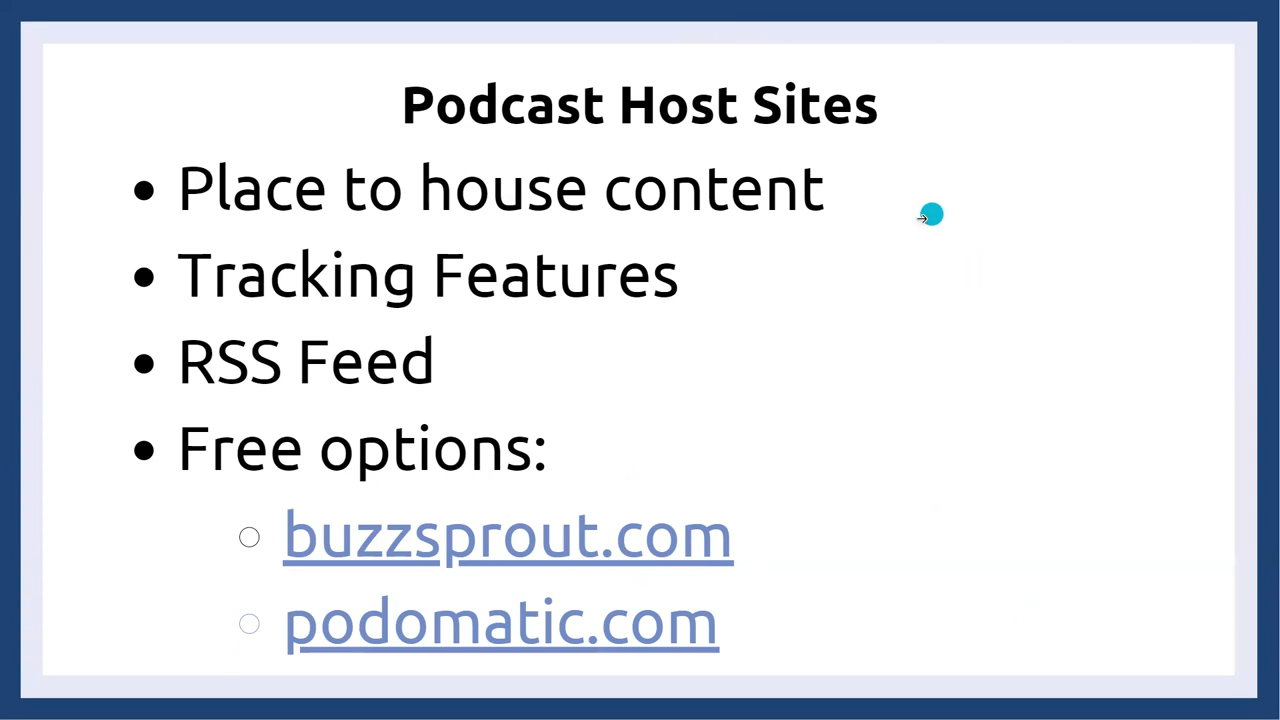 Podcast Host Sites
• Place to house content
• Tracking Features
• RSS Feed
• Free options:
○ buzzsprout.com
○ podomatic.com